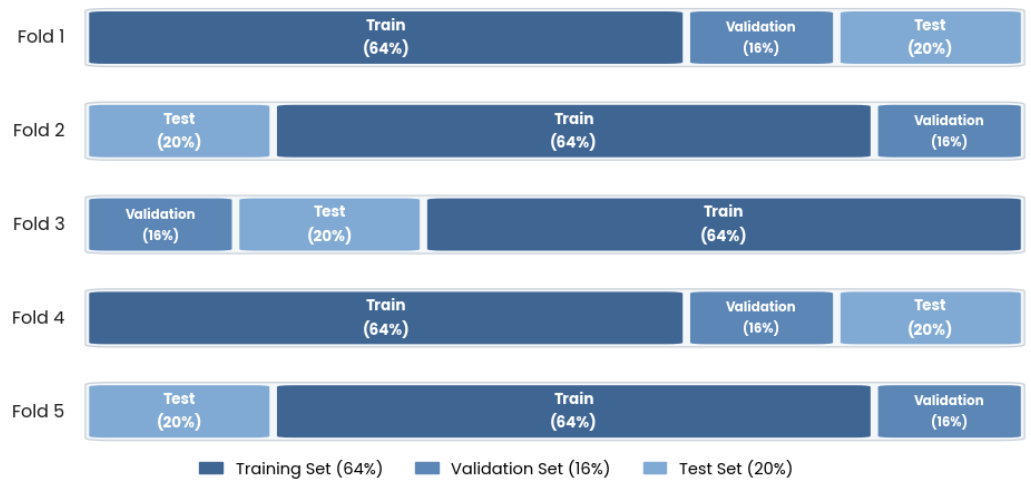 Fold 1
Train
(64%)
Validation
(16%)
Test
(20%)
Fold 2
Test
(20%)
Train
(64%)
Validation
(16%)
Fold 3
Validation
(16%)
Test
(20%)
Train
(64%)
Fold 4
Train
(64%)
Validation
(16%)
Test
(20%)
Fold 5
Test
(20%)
Train
(64%)
Validation
(16%)
Training Set (64%)
Validation Set (16%)
Test Set (20%)